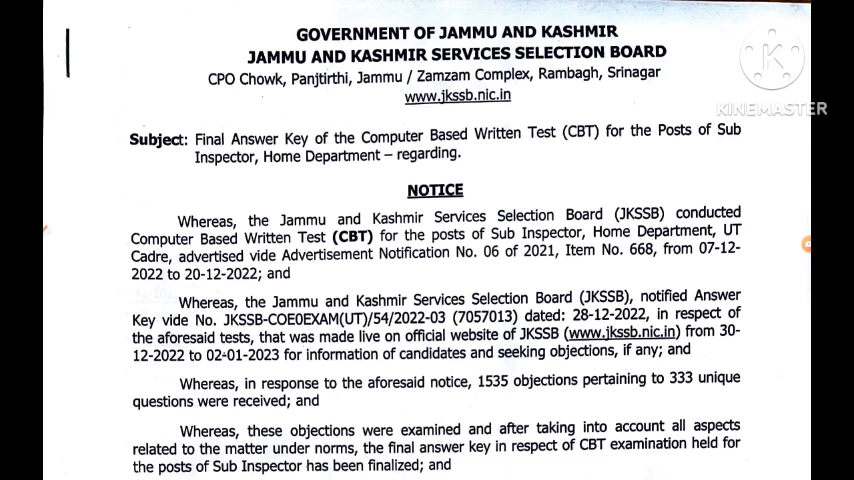 GOVERNMENT OF JAMMU AND KASHMIR
JAMMU AND KASHMIR SERVICES SELECTION BOARD
CPO Chowk, Panjtirthi, Jammu / Zamzam Complex, Rambagh, Srinagar
www.jkssb.nic.in
KINEMASTER
Subject: Final Answer Key of the Computer Based Written Test (CBT) for the Posts of Sub
Inspector, Home Department – regarding.
NOTICE
Whereas, the Jammu and Kashmir Services Selection Board (JKSSB) conducted
Computer Based Written Test (CBT) for the posts of Sub Inspector, Home Department, UT
Cadre, advertised vide Advertisement Notification No. 06 of 2021, Item No. 668, from 07-12-
2022 to 20-12-2022; and
Whereas, the Jammu and Kashmir Services Selection Board (JKSSB), notified Answer
Key vide No. JKSSB-COE0EXAM(UT)/54/2022-03 (7057013) dated: 28-12-2022, in respect of
the aforesaid tests, that was made live on official website of JKSSB (www.jkssb.nic.in) from 30-
12-2022 to 02-01-2023 for information of candidates and seeking objections, if any; and
Whereas, in response to the aforesaid notice, 1535 objections pertaining to 333 unique
questions were received; and
Whereas, these objections were examined and after taking into account all aspects
related to the matter under norms, the final answer key in respect of CBT examination held for
the posts of Sub Inspector has been finalized; and